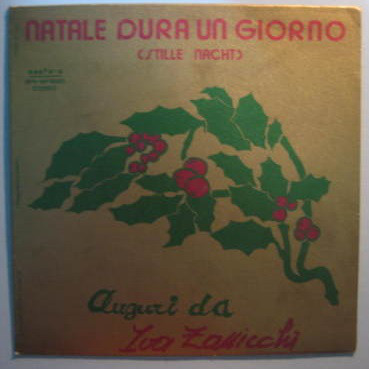 NATALE DURA UN GIORNO
(STILLE NACHT)
Auguri da
Iva Zanicchi